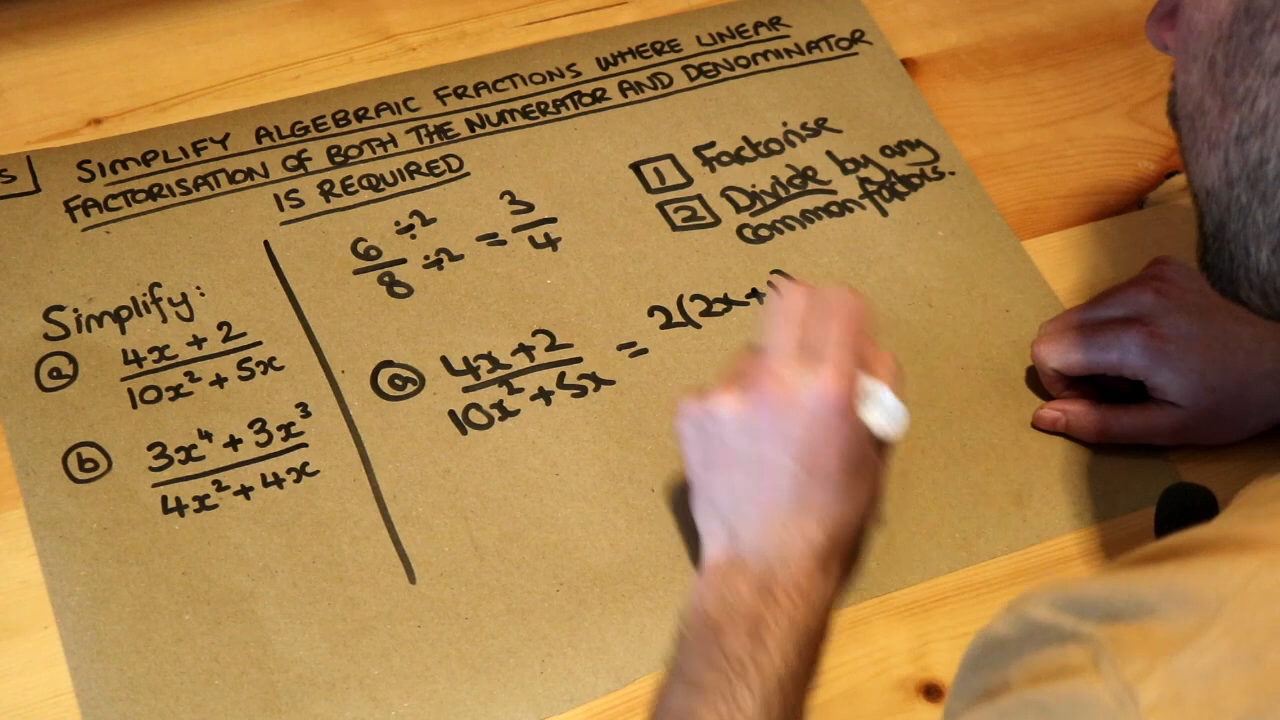 5
SIMPLIFY ALGEBRAIC FRACTIONS WHERE LINEAR
FACTORISATION OF BOTH THE NUMERATOR AND DENOMINATOR
IS REQUIRED
Simplify:
a
4x + 2
10x² + 5x
b
3x⁴ + 3x³
4x² + 4x
6 ÷2 = 3
8 ÷2 4
1 Factorise
2 Divide by any
common factors.
a 4x + 2 = 2(2x +
10x² + 5x